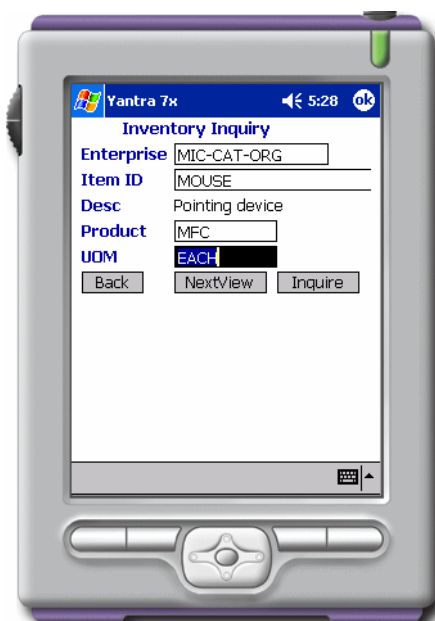 Yantra 7x 5:28 ok
Inventory Inquiry
Enterprise MIC-CAT-ORG
Item ID MOUSE
Desc Pointing device
Product MFC
UOM EACH
Back NextView Inquire